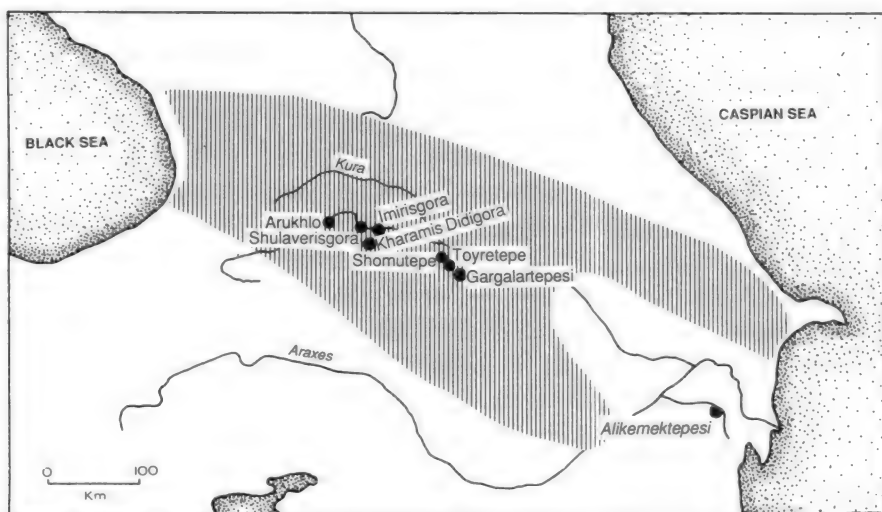 BLACK SEA
CASPIAN SEA
Kura
Imirisgora
Arukhlo
Shulaverisgora
Kharamis Didigora
Shomutepe
Toyretepe
Gargalartepesi
Araxes
Alikemektepesi
0 100
Km